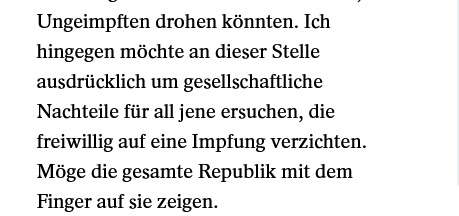 Ungeimpften drohen könnten. Ich
hingegen möchte an dieser Stelle
ausdrücklich um gesellschaftliche
Nachteile für all jene ersuchen, die
freiwillig auf eine Impfung verzichten.
Möge die gesamte Republik mit dem
Finger auf sie zeigen.